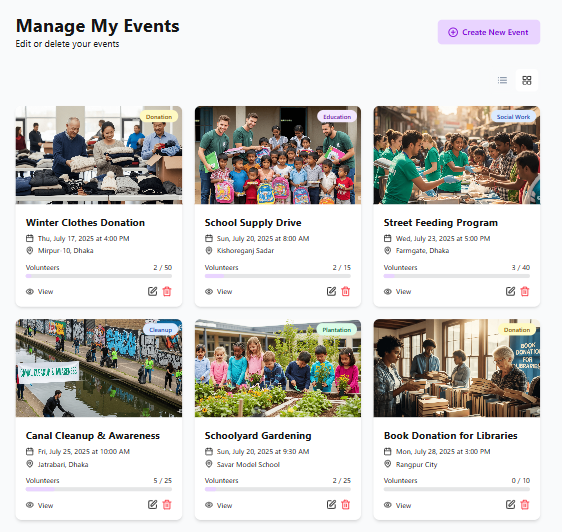 Manage My Events
Edit or delete your events
Create New Event
Donation
Winter Clothes Donation
Thu, July 17, 2025 at 4:00 PM
Mirpur-10, Dhaka
Volunteers 2 / 50
View
Education
School Supply Drive
Sun, July 20, 2025 at 8:00 AM
Kishoreganj Sadar
Volunteers 2 / 15
View
Social Work
Street Feeding Program
Wed, July 23, 2025 at 5:00 PM
Farmgate, Dhaka
Volunteers 3 / 40
View
Cleanup
Canal Cleanup & Awareness
Fri, July 25, 2025 at 10:00 AM
Jatrabari, Dhaka
Volunteers 5 / 25
View
Plantation
Schoolyard Gardening
Sun, July 20, 2025 at 9:30 AM
Savar Model School
Volunteers 2 / 25
View
Donation
BOOK
DONATION
FOR
LIBRARIES
Book Donation for Libraries
Mon, July 28, 2025 at 3:00 PM
Rangpur City
Volunteers 0 / 10
View